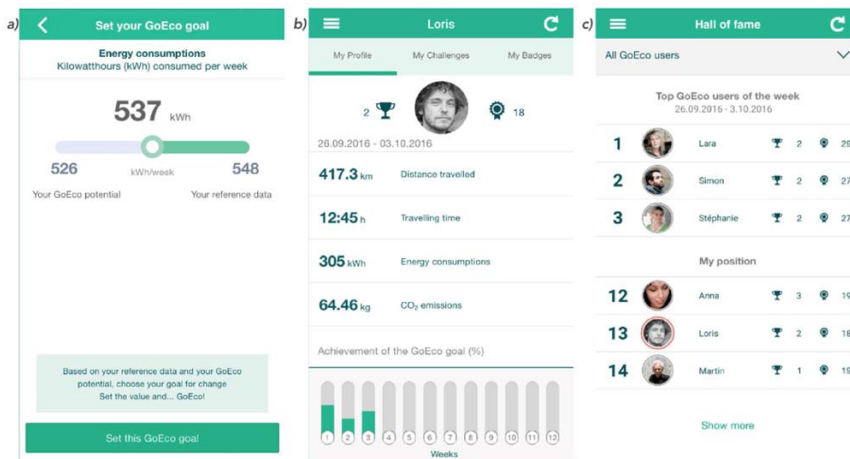 a)
Set your GoEco goal
Energy consumptions
Kilowatthours (kWh) consumed per week
537 kWh
526 kWh/week 548
Your GoEco potential Your reference data
Based on your reference data and your GoEco
potential, choose your goal for change
Set the value and... GoEco!
Set this GoEco goal
b)
Loris
My Profile My Challenges My Badges
2 18
26.09.2016 - 03.10.2016
417.3 km Distance travelled
12:45 h Travelling time
305 kWh Energy consumptions
64.46 kg CO₂ emissions
Achievement of the GoEco goal (%)
1 2 3 4 5 6 7 8 9 10 11 12
Weeks
c)
Hall of fame
All GoEco users
Top GoEco users of the week
26.09.2016 - 3.10.2016
1 Lara 2 29
2 Simon 2 27
3 Stéphanie 2 27
My position
12 Anna 3 19
13 Loris 2 18
14 Martin 1 19
Show more